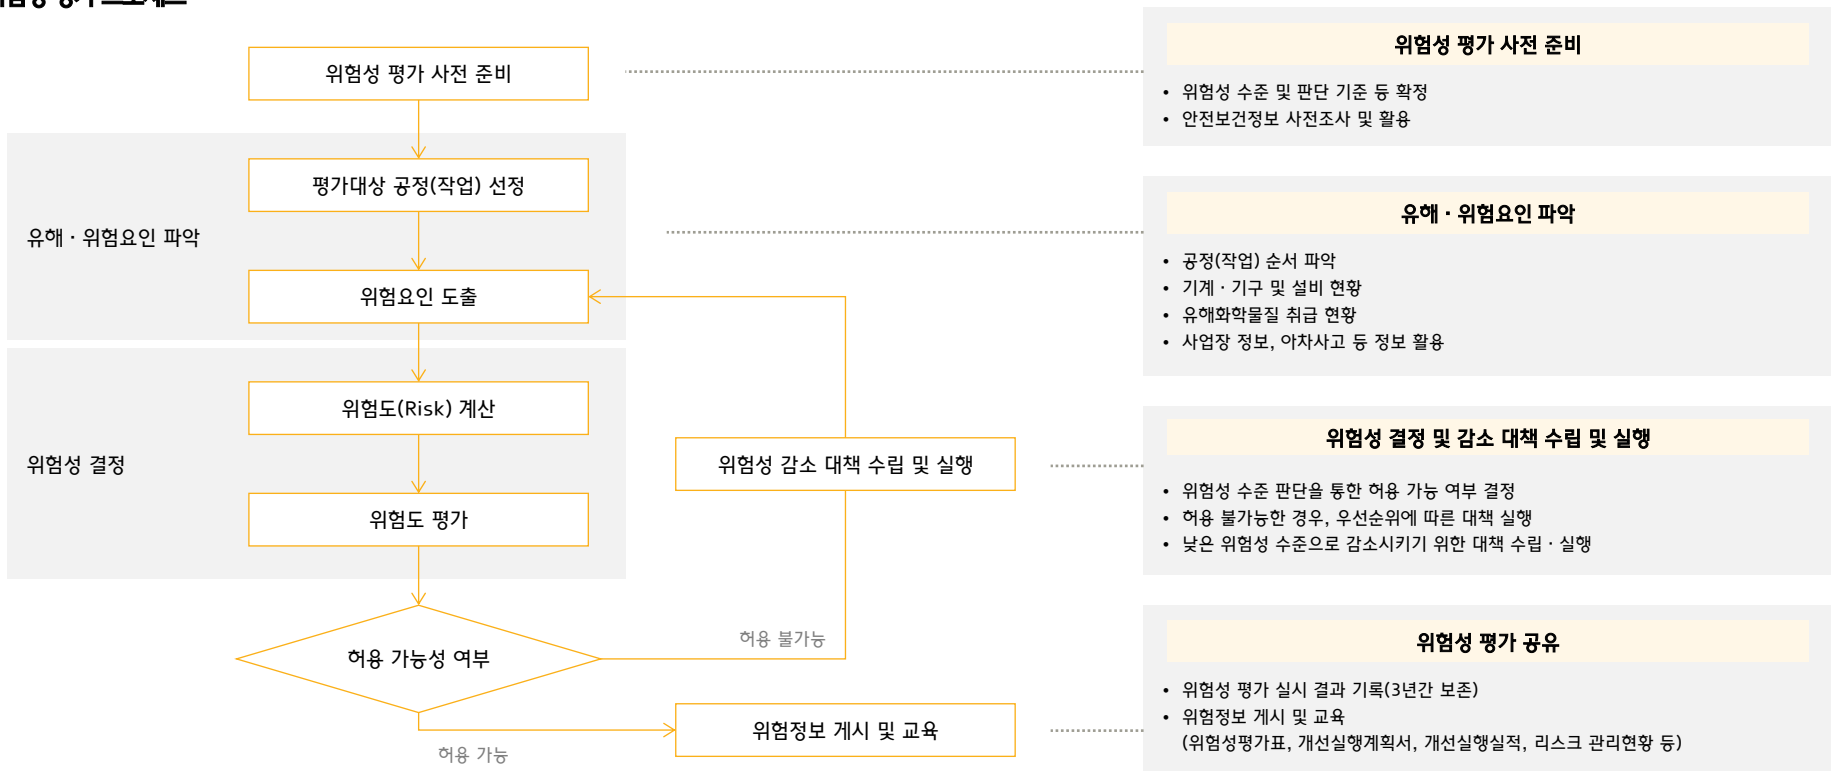 위험성 평가 프로세스
위험성 평가 사전 준비
평가대상 공정(작업) 선정
유해 · 위험요인 파악
위험요인 도출
위험도(Risk) 계산
위험성 결정
위험도 평가
허용 가능성 여부
허용 불가능
허용 가능
위험성 감소 대책 수립 및 실행
위험정보 게시 및 교육
위험성 평가 사전 준비
• 위험성 수준 및 판단 기준 등 확정
• 안전보건정보 사전조사 및 활용
유해 · 위험요인 파악
• 공정(작업) 순서 파악
• 기계 · 기구 및 설비 현황
• 유해화학물질 취급 현황
• 사업장 정보, 아차사고 등 정보 활용
위험성 결정 및 감소 대책 수립 및 실행
• 위험성 수준 판단을 통한 허용 가능 여부 결정
• 허용 불가능한 경우, 우선순위에 따른 대책 실행
• 낮은 위험성 수준으로 감소시키기 위한 대책 수립 · 실행
위험성 평가 공유
• 위험성 평가 실시 결과 기록(3년간 보존)
• 위험정보 게시 및 교육
(위험성평가표, 개선실행계획서, 개선실행실적, 리스크 관리현황 등)